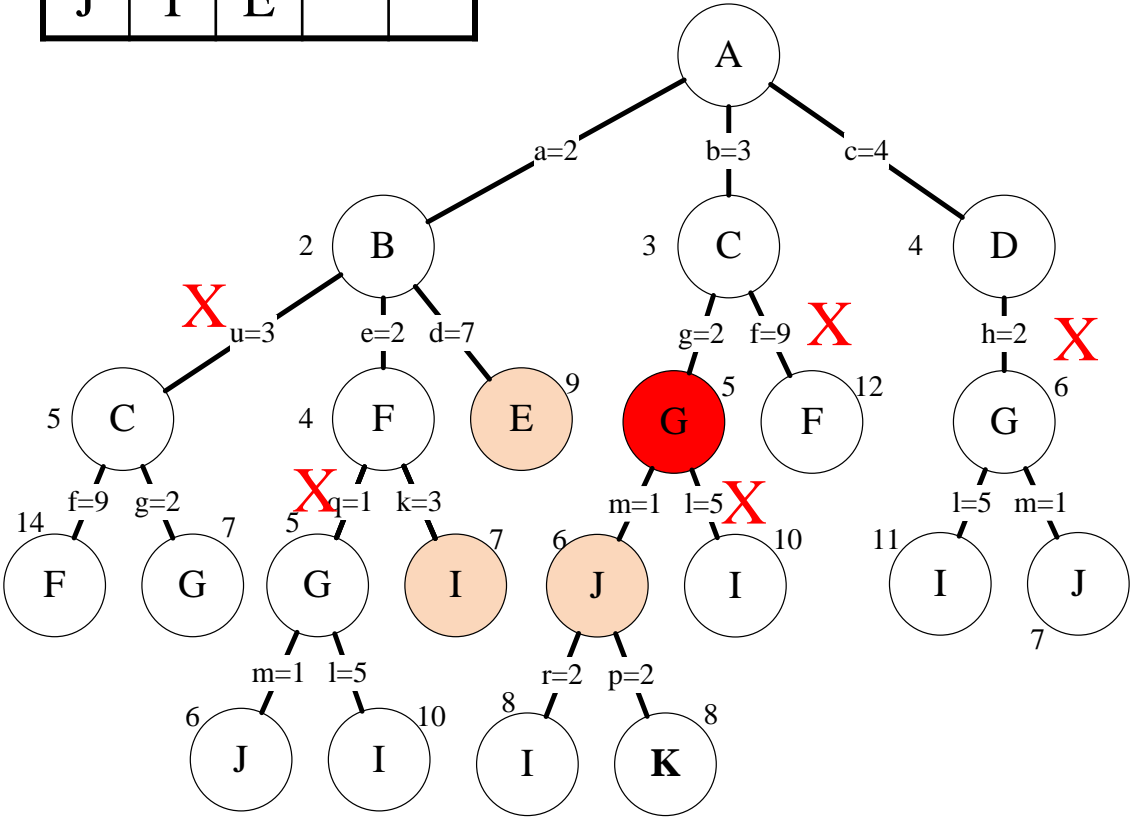 J I E
A
a=2 b=3 c=4
2 B 3 C 4 D
X u=3 e=2 d=7 g=2 f=9 X h=2 X
5 C 4 F E 9 G 5 F 12 G 6
f=9 g=2 X q=1 k=3 m=1 l=5 X l=5 m=1
14 F G 7 5 G I 7 6 J I 10 11 I J 7
m=1 l=5 r=2 p=2
6 J I 10 8 I K 8